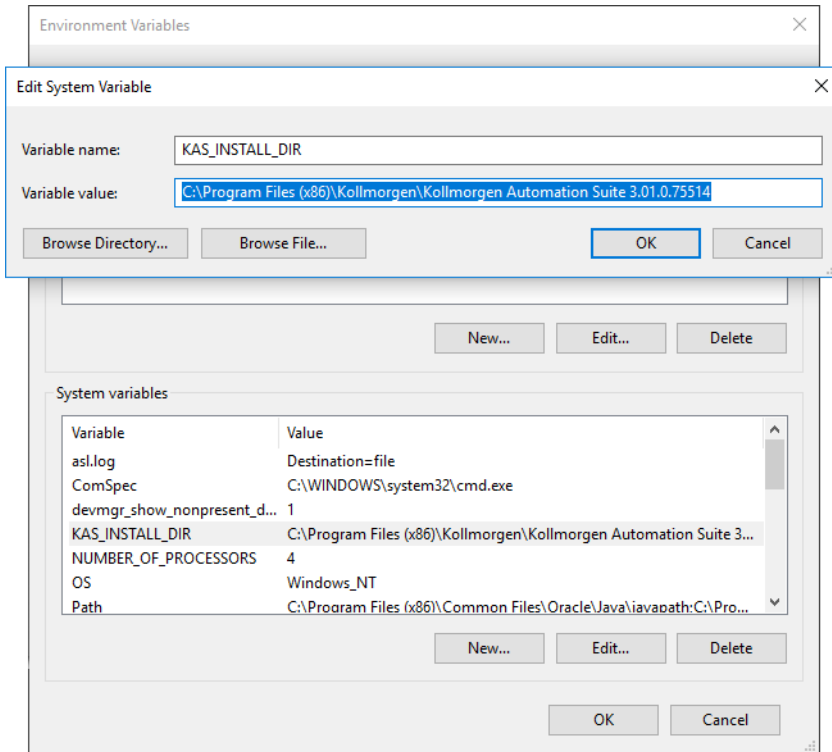 Environment Variables
Edit System Variable
Variable name: KAS_INSTALL_DIR
Variable value: C:\Program Files (x86)\Kollmorgen\Kollmorgen Automation Suite 3.01.0.75514
Browse Directory... Browse File... OK Cancel
New... Edit... Delete
System variables
Variable Value
asl.log Destination=file
ComSpec C:\WINDOWS\system32\cmd.exe
devmgr_show_nonpresent_d... 1
KAS_INSTALL_DIR C:\Program Files (x86)\Kollmorgen\Kollmorgen Automation Suite 3...
NUMBER_OF_PROCESSORS 4
OS Windows_NT
Path C:\Program Files (x86)\Common Files\Oracle\Java\javapath;C:\Pro...
New... Edit... Delete
OK Cancel